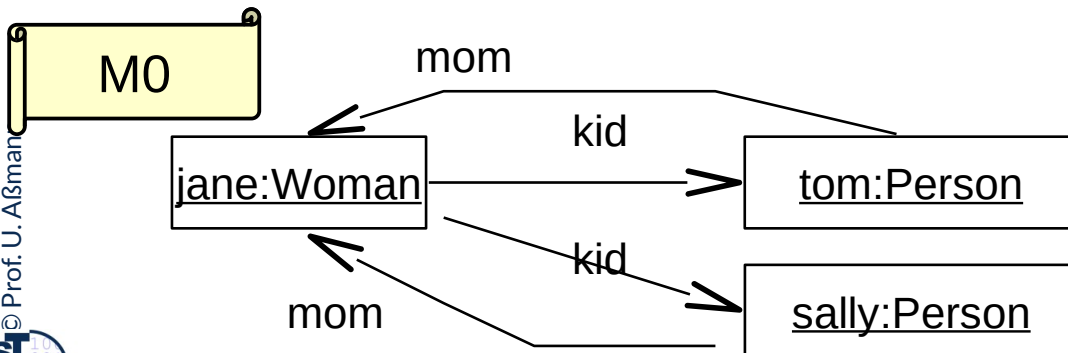 M0
mom
kid
jane:Woman
tom:Person
kid
mom
sally:Person
© Prof. U. Aßmann